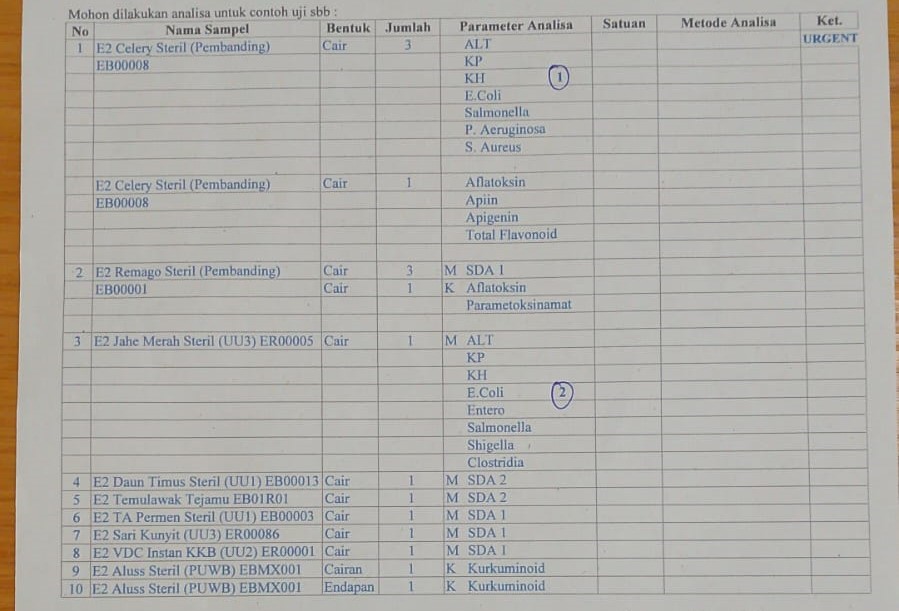 Mohon dilakukan analisa untuk contoh uji sbb :
No Nama Sampel Bentuk Jumlah Parameter Analisa Satuan Metode Analisa Ket.
1 E2 Celery Steril (Pembanding) Cair 3 ALT URGENT
EB00008 KP
KH 1
E.Coli
Salmonella
P. Aeruginosa
S. Aureus
E2 Celery Steril (Pembanding) Cair 1 Aflatoksin
EB00008 Apiin
Apigenin
Total Flavonoid
2 E2 Remago Steril (Pembanding) Cair 3 M SDA 1
EB00001 Cair 1 K Aflatoksin
Parametoksinamat
3 E2 Jahe Merah Steril (UU3) ER00005 Cair 1 M ALT
KP
KH
E.Coli 2
Entero
Salmonella
Shigella
Clostridia
4 E2 Daun Timus Steril (UU1) EB00013 Cair 1 M SDA 2
5 E2 Temulawak Tejamu EB01R01 Cair 1 M SDA 2
6 E2 TA Permen Steril (UU1) EB00003 Cair 1 M SDA 1
7 E2 Sari Kunyit (UU3) ER00086 Cair 1 M SDA 1
8 E2 VDC Instan KKB (UU2) ER00001 Cair 1 M SDA 1
9 E2 Aluss Steril (PUWB) EBMX001 Cairan 1 K Kurkuminoid
10 E2 Aluss Steril (PUWB) EBMX001 Endapan 1 K Kurkuminoid